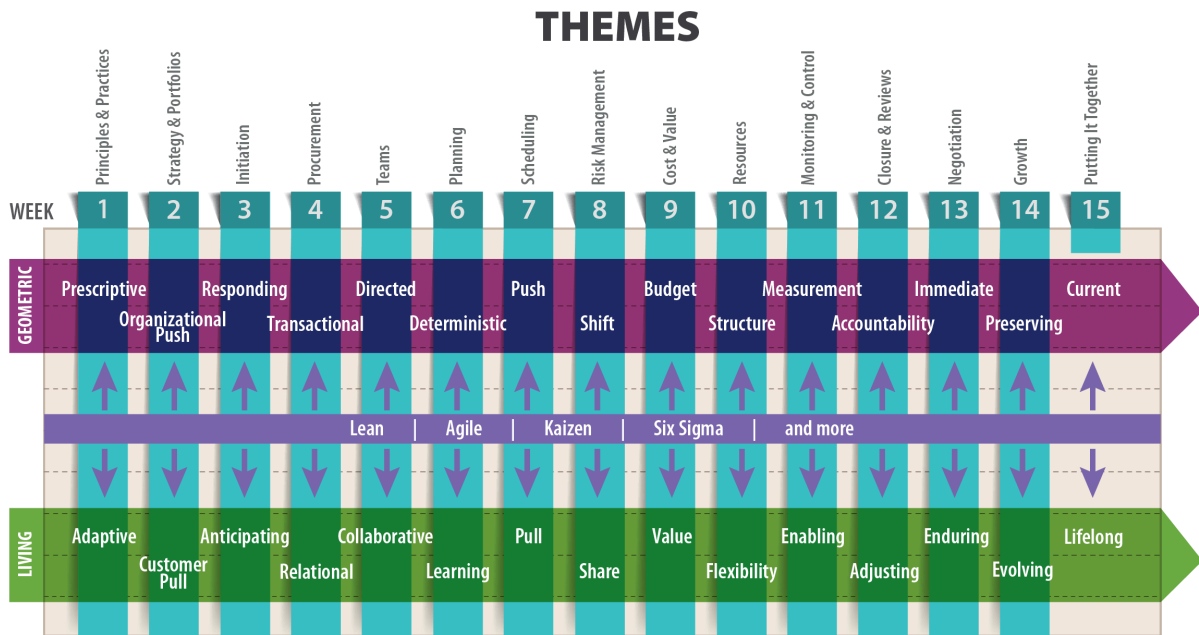 THEMES
Principles & Practices
Strategy & Portfolios
Initiation
Procurement
Teams
Planning
Scheduling
Risk Management
Cost & Value
Resources
Monitoring & Control
Closure & Reviews
Negotiation
Growth
Putting It Together
WEEK 1 2 3 4 5 6 7 8 9 10 11 12 13 14 15
GEOMETRIC
Prescriptive Responding Directed Push Budget Measurement Immediate Current
Organizational
Push
Transactional Deterministic Shift Structure Accountability Preserving
Lean | Agile | Kaizen | Six Sigma | and more
LIVING
Adaptive Anticipating Collaborative Pull Value Enabling Enduring Lifelong
Customer
Pull
Relational Learning Share Flexibility Adjusting Evolving